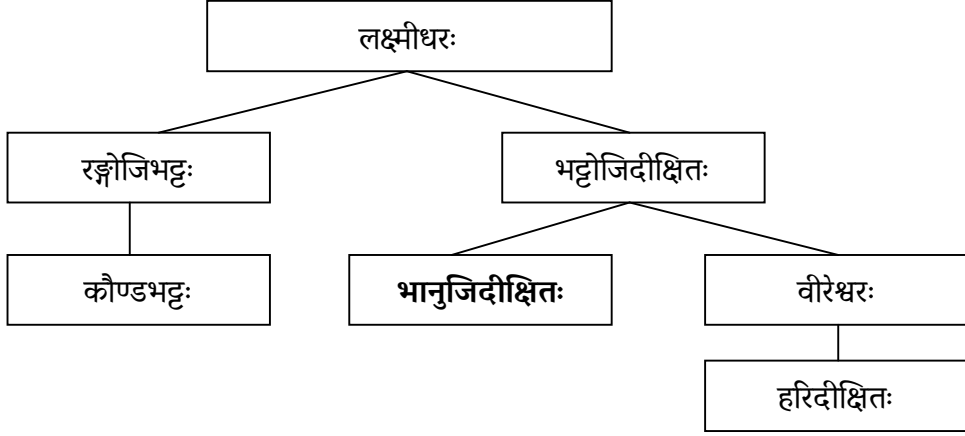 लक्ष्मीधरः
रङ्गोजिभट्टः
भट्टोजिदीक्षितः
कौण्डभट्टः
भानुजिदीक्षितः
वीरेश्वरः
हरिदीक्षितः